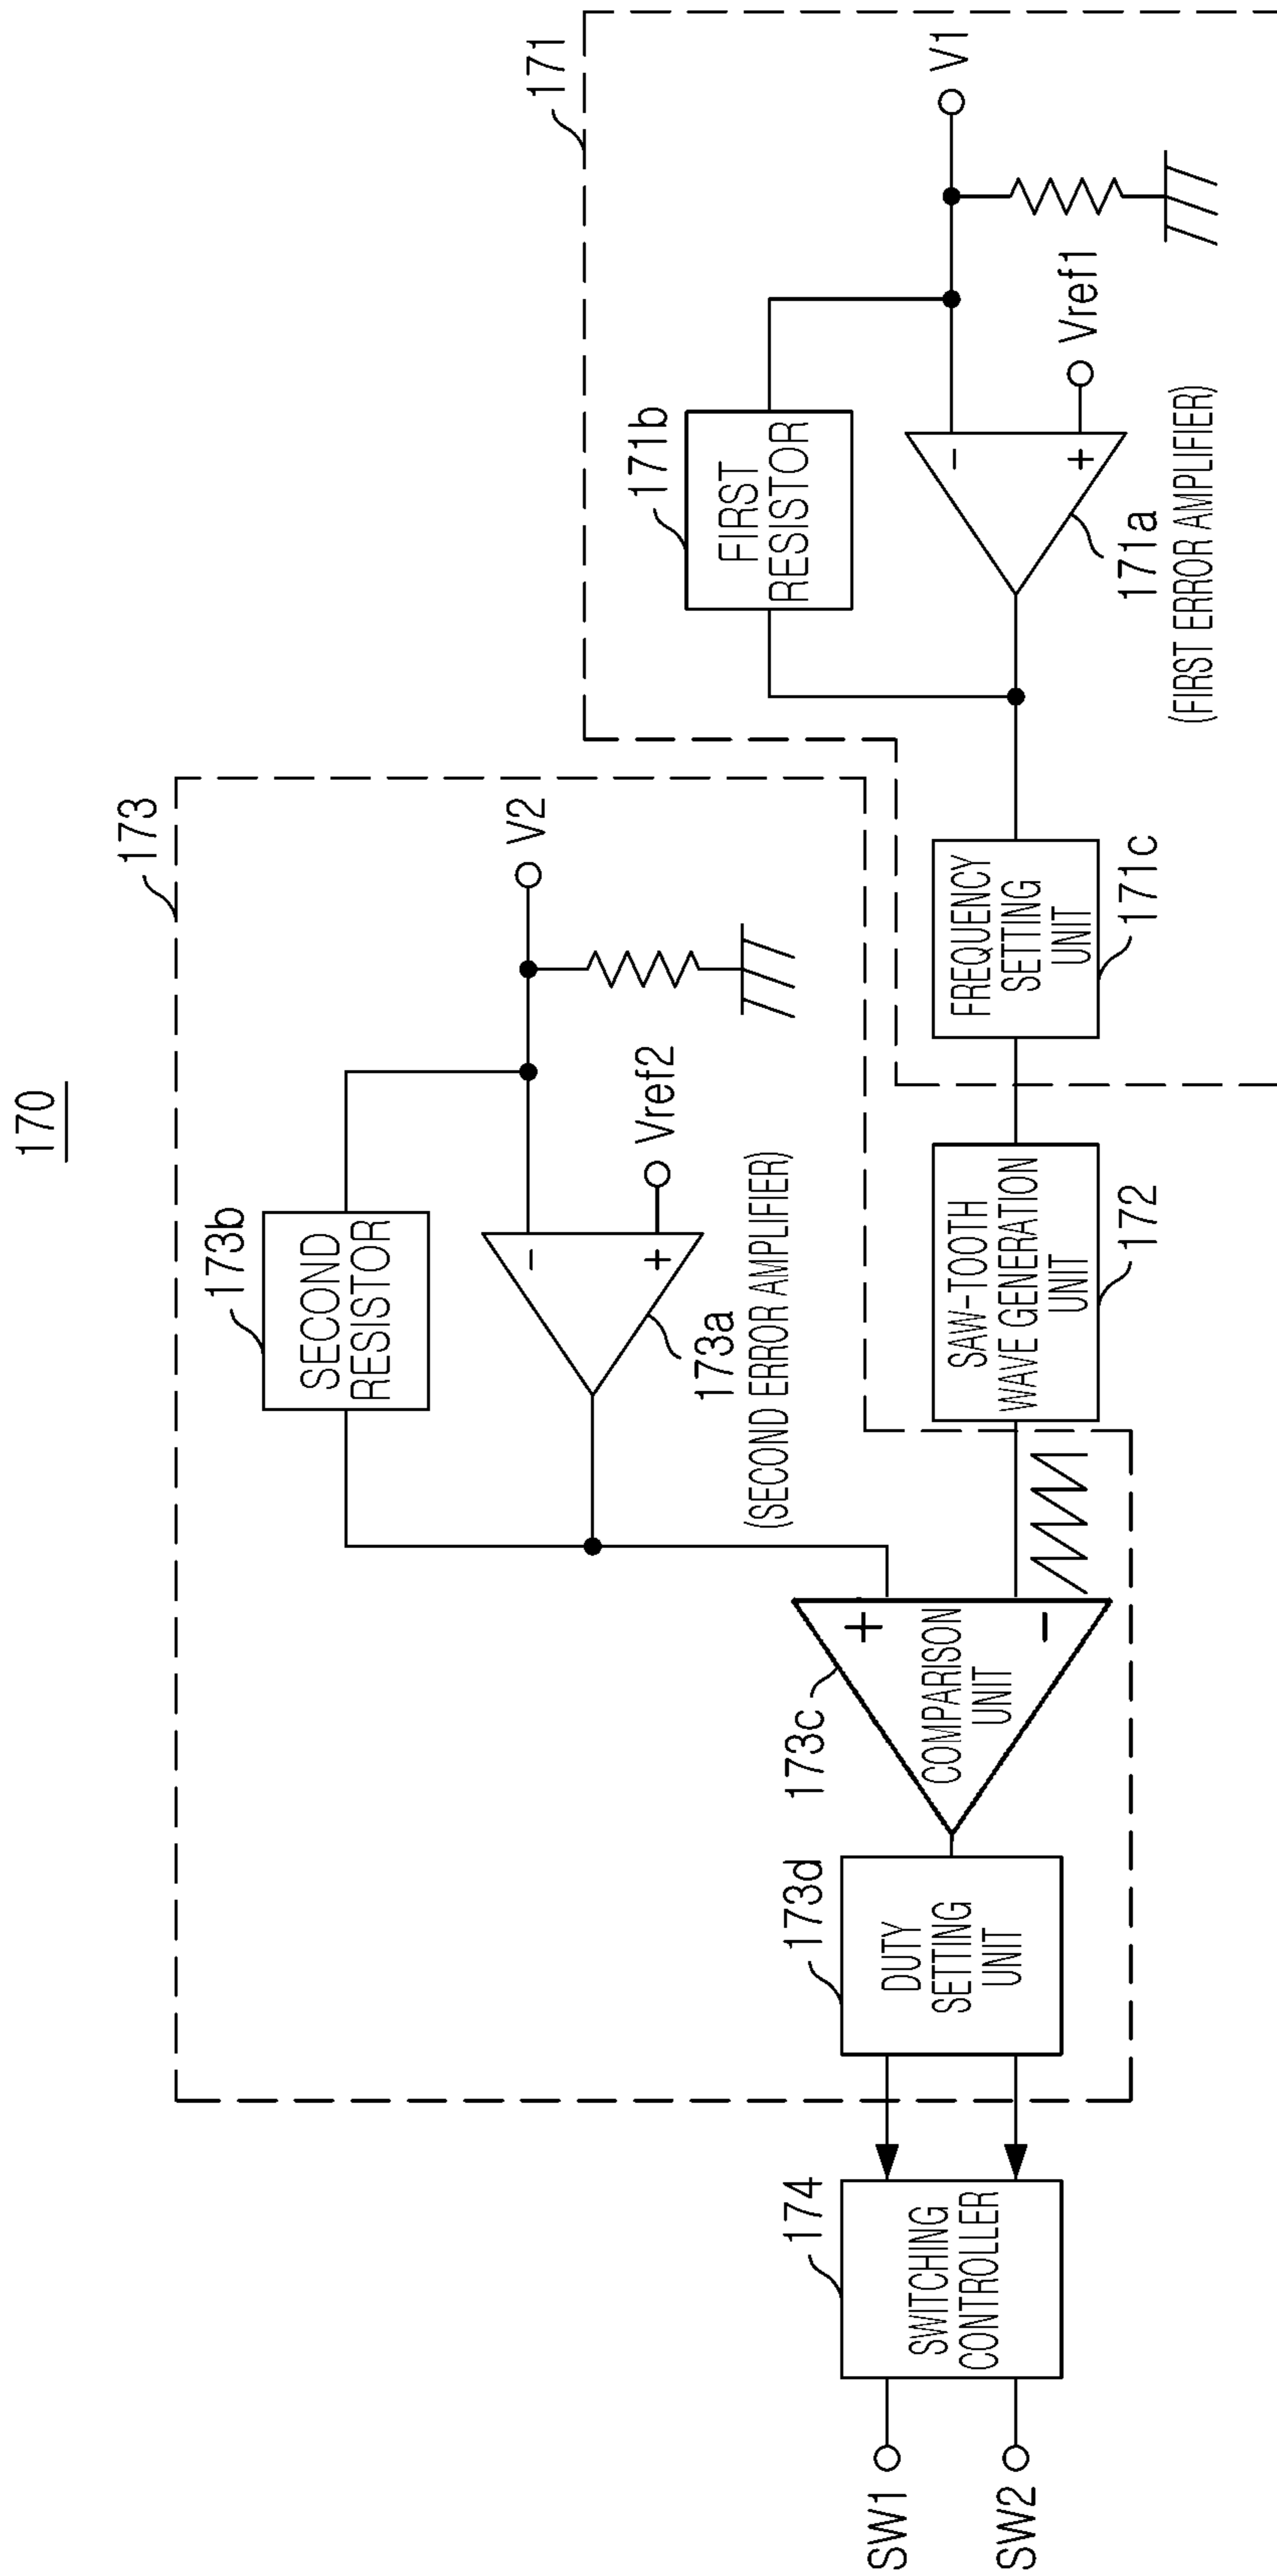 170
173
171
173b
SECOND
RESISTOR
V2
171b
FIRST
RESISTOR
V1
-
+
Vref2
173a
(SECOND ERROR AMPLIFIER)
-
+
Vref1
171a
(FIRST ERROR AMPLIFIER)
SW1
SW2
174
SWITCHING
CONTROLLER
173d
DUTY
SETTING
UNIT
173c
+
-
COMPARISON
UNIT
SAW-TOOTH
WAVE GENERATION
UNIT
172
FREQUENCY
SETTING
UNIT
171c